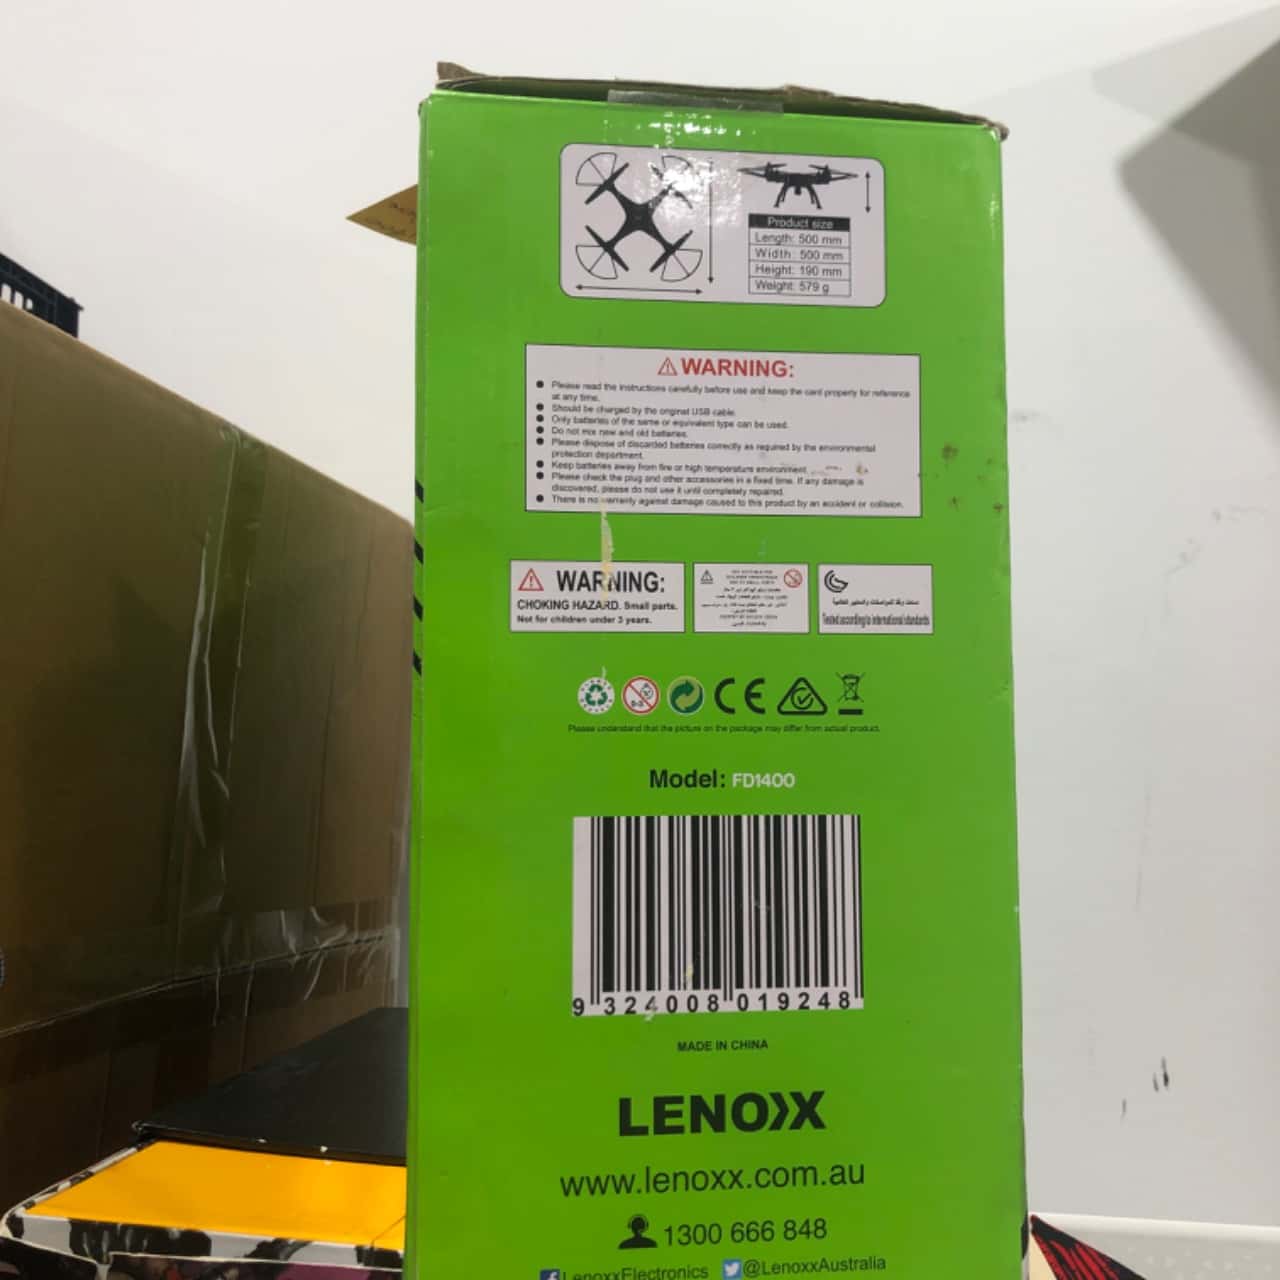 Product size
Length: 500 mm
Width: 500 mm
Height: 190 mm
Weight: 579 g
WARNING:
Please read the instructions carefully before use and keep the card properly for reference
at any time.
Should be charged by the original USB cable.
Only batteries of the same or equivalent type can be used.
Do not mix new and old batteries.
Please dispose of discarded batteries correctly as required by the environmental
protection department.
Keep batteries away from fire or high temperature environment.
Please check the plug and other accessories in a fixed time. If any damage is
discovered, please do not use it until completely repaired.
There is no warranty against damage caused to this product by an accident or collision.
WARNING:
CHOKING HAZARD. Small parts.
Not for children under 3 years.
Tested according to international standards
0-3
CE
Please understand that the picture on the package may differ from actual product.
Model: FD1400
9 324008 019248
MADE IN CHINA
LENOXX
www.lenoxx.com.au
1300 666 848
LenoxxElectronics @LenoxxAustralia